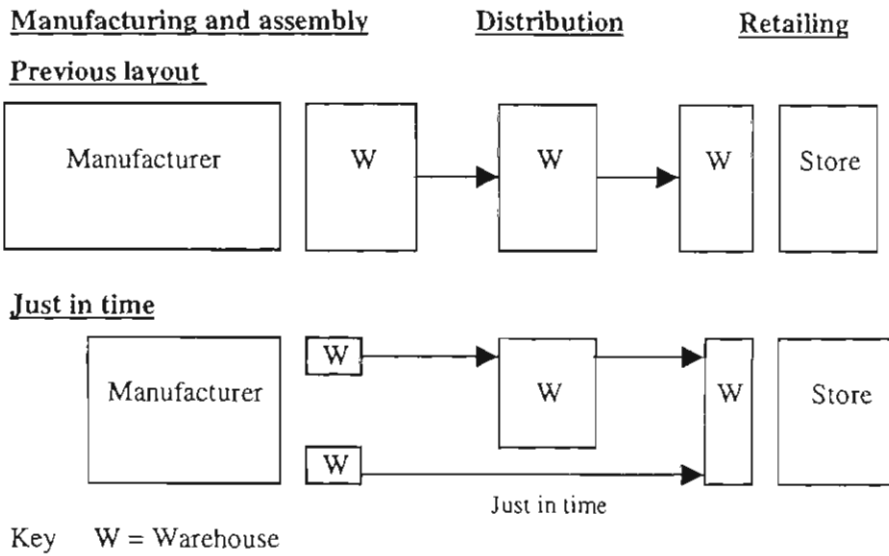 Manufacturing and assembly Distribution Retailing
Previous layout
Manufacturer W W W Store
Just in time
W
Manufacturer W W Store
W
Just in time
Key W = Warehouse